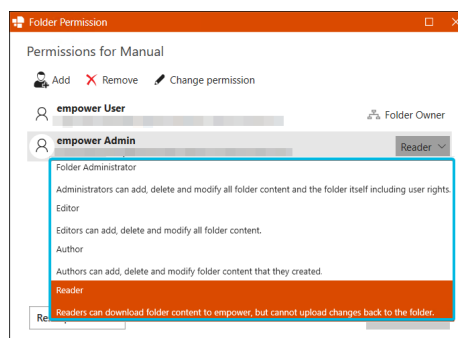 Folder Permission
Permissions for Manual
Add Remove Change permission
empower User
Folder Owner
empower Admin
Reader
Folder Administrator
Administrators can add, delete and modify all folder content and the folder itself including user rights.
Editor
Editors can add, delete and modify all folder content.
Author
Authors can add, delete and modify folder content that they created.
Reader
Readers can download folder content to empower, but cannot upload changes back to the folder.